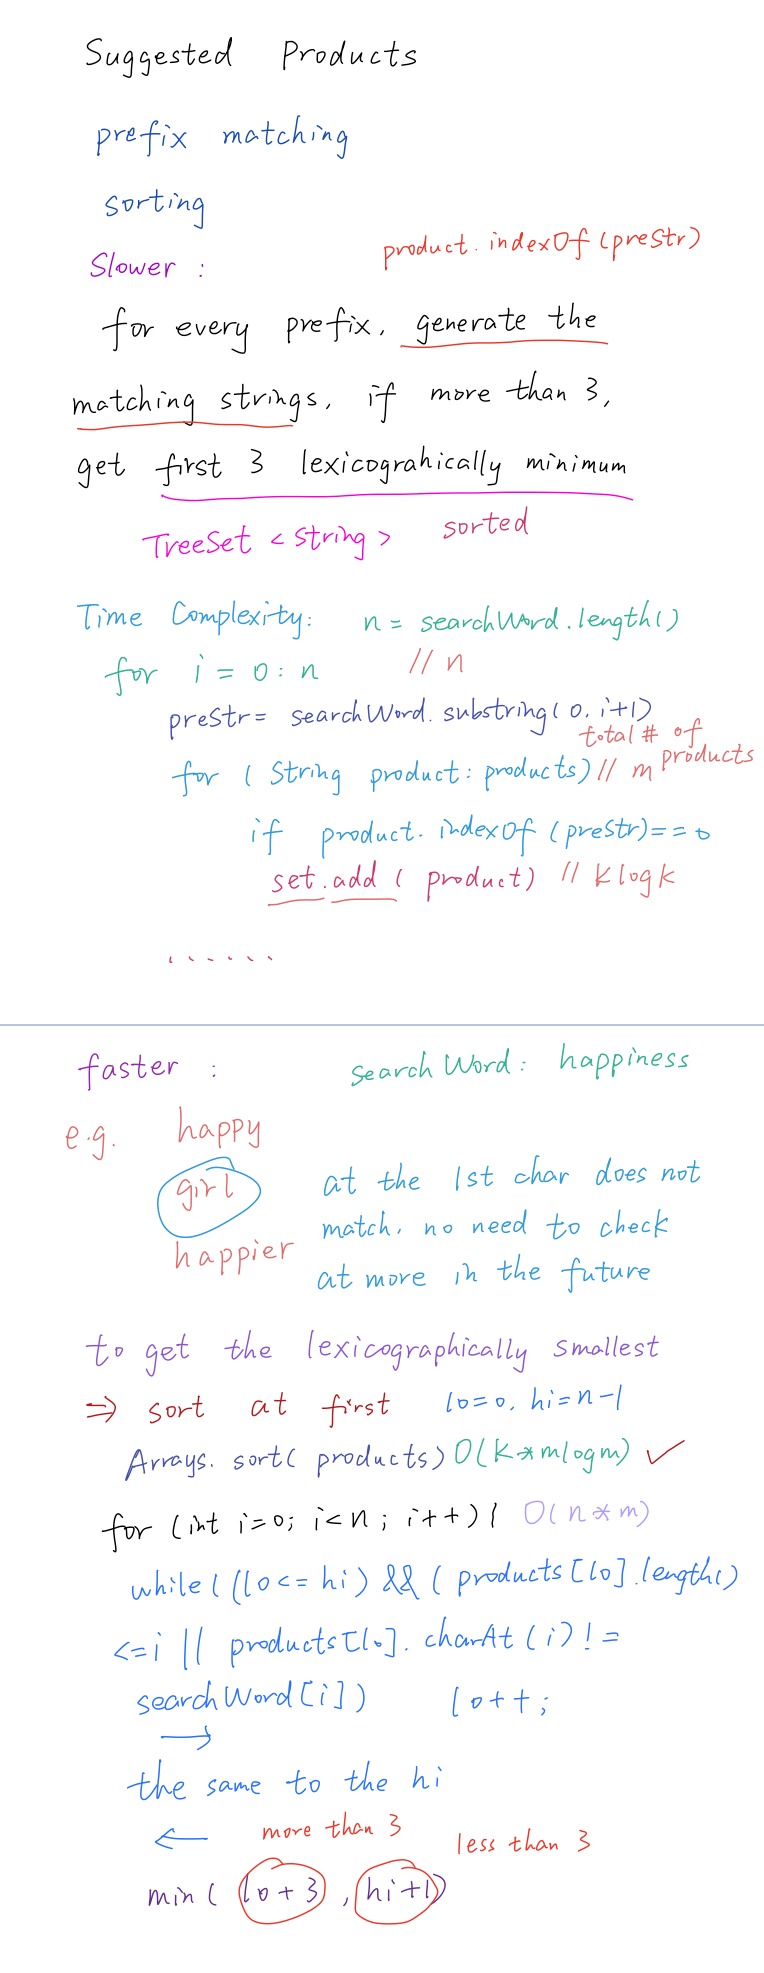 Suggested Products
prefix matching
sorting
product.indexOf(preStr)
Slower :
for every prefix, generate the
matching strings, if more than 3,
get first 3 lexicograhically minimum
TreeSet <String> sorted
Time Complexity: n = searchWord.length()
for i = 0 : n // n
preStr = searchWord.substring(0, i+1)
total # of
for (String product : products) // m products
if product.indexOf(preStr) == 0
set.add(product) // k log k
......
faster : search Word : happiness
e.g. happy
girl at the 1st char does not
match, no need to check
happier
at more in the future
to get the lexicographically smallest
⇒ sort at first lo=0, hi=n-1
Arrays.sort(products) O(k*mlogm) ✓
for (int i=0; i<n; i++) { O(n*m)
while((lo <= hi) && (products[lo].length()
<=i || products[lo].charAt(i) !=
searchWord[i]) lo++;
→
the same to the hi
← more than 3 less than 3
min(lo+3, hi+1)